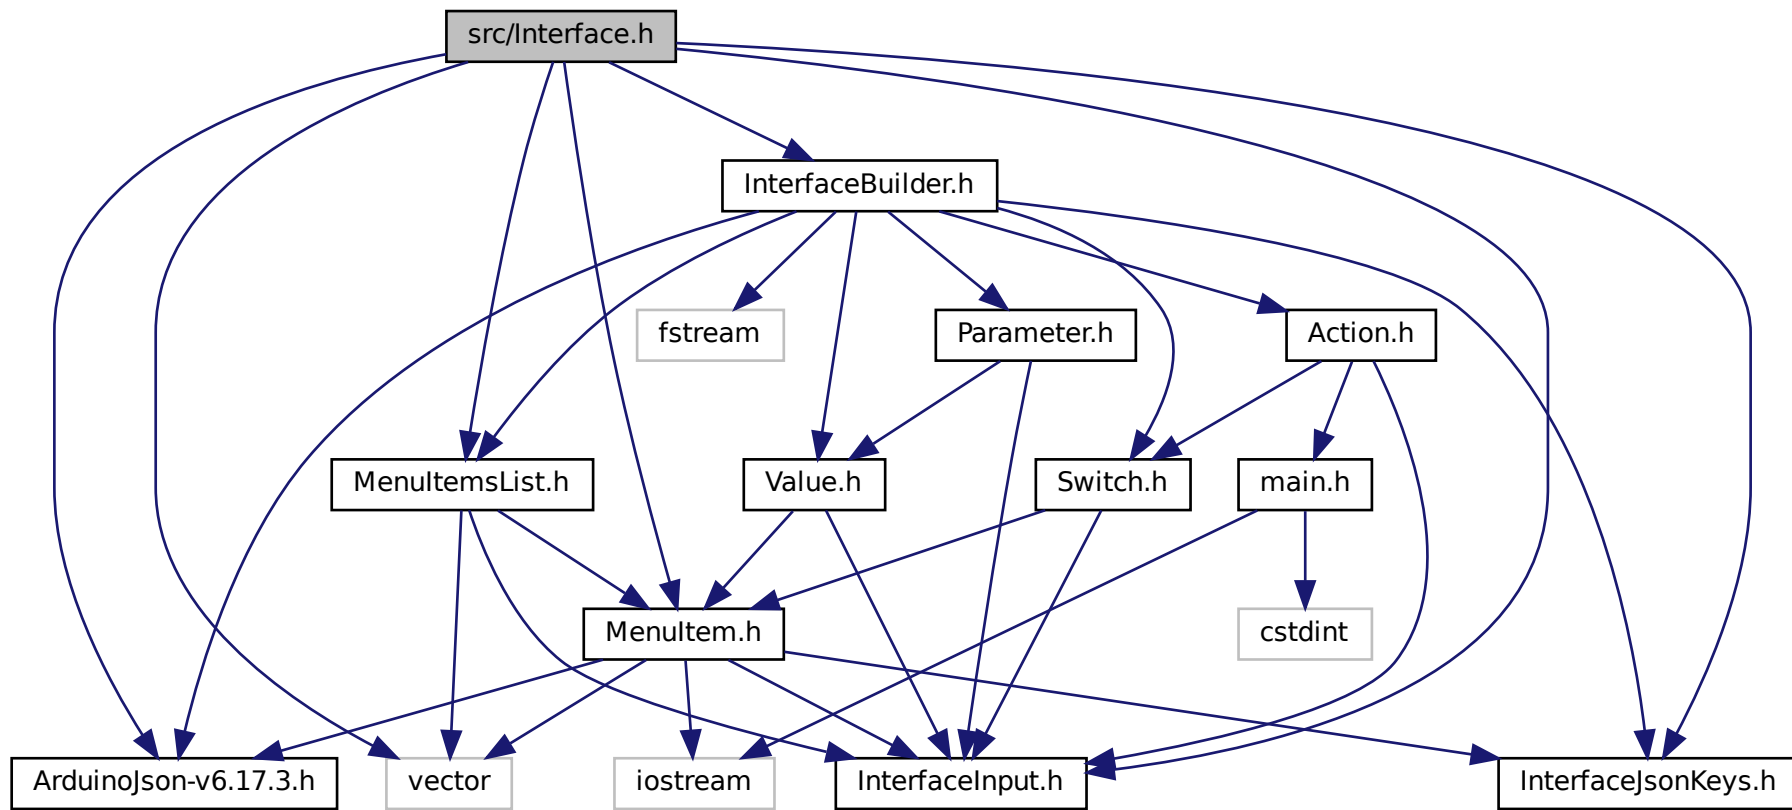 src/Interface.h
InterfaceBuilder.h
fstream
Parameter.h
Action.h
MenuItemsList.h
Value.h
Switch.h
main.h
MenuItem.h
cstdint
ArduinoJson-v6.17.3.h
vector
iostream
InterfaceInput.h
InterfaceJsonKeys.h